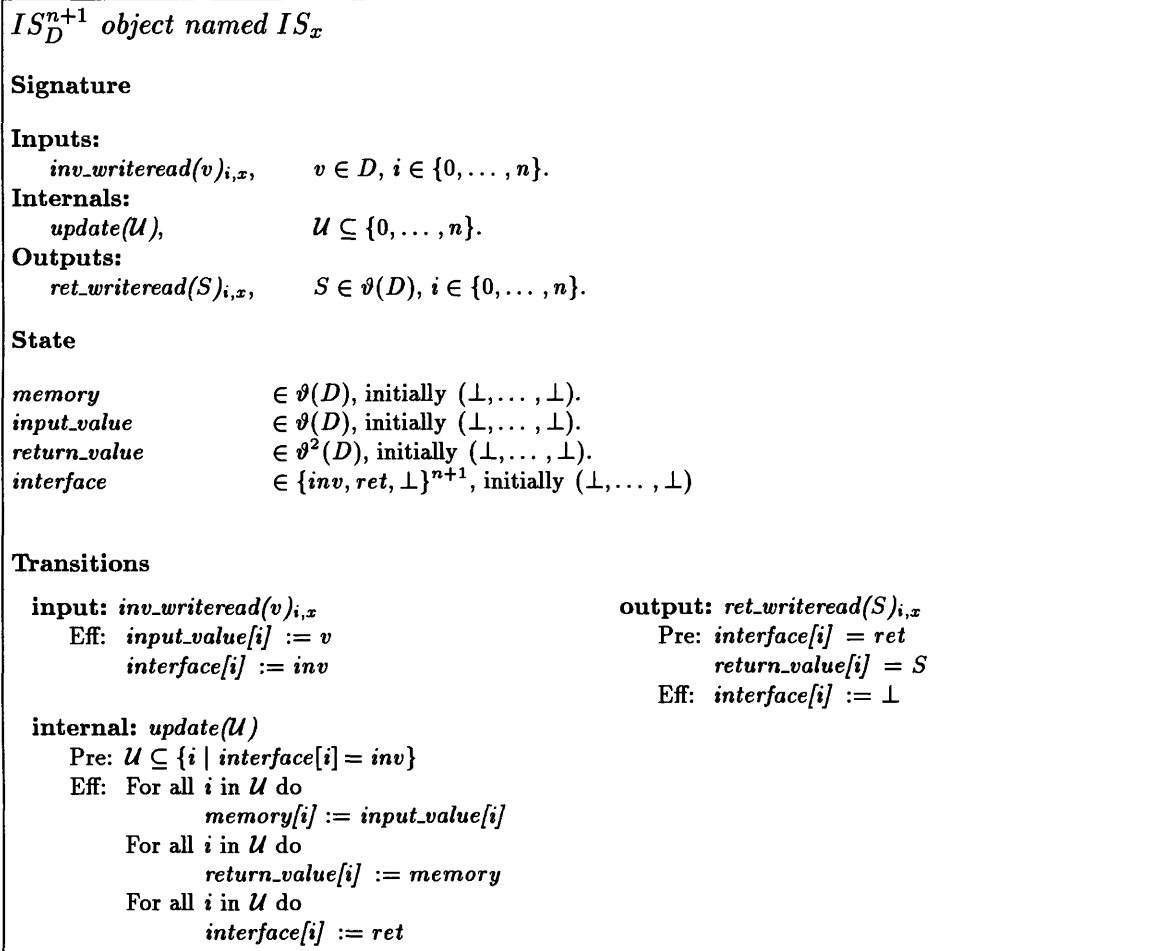 IS_D^{n+1} object named IS_x
Signature
Inputs:
inv_writeread(v)_{i,x}, v ∈ D, i ∈ {0,... ,n}.
Internals:
update(𝒰), 𝒰 ⊆ {0,... ,n}.
Outputs:
ret_writeread(S)_{i,x}, S ∈ ϑ(D), i ∈ {0,... ,n}.
State
memory ∈ ϑ(D), initially (⊥,... ,⊥).
input_value ∈ ϑ(D), initially (⊥,... ,⊥).
return_value ∈ ϑ²(D), initially (⊥,... ,⊥).
interface ∈ {inv, ret, ⊥}^{n+1}, initially (⊥,... ,⊥)
Transitions
input: inv_writeread(v)_{i,x}
Eff: input_value[i] := v
interface[i] := inv
output: ret_writeread(S)_{i,x}
Pre: interface[i] = ret
return_value[i] = S
Eff: interface[i] := ⊥
internal: update(𝒰)
Pre: 𝒰 ⊆ {i | interface[i] = inv}
Eff: For all i in 𝒰 do
memory[i] := input_value[i]
For all i in 𝒰 do
return_value[i] := memory
For all i in 𝒰 do
interface[i] := ret